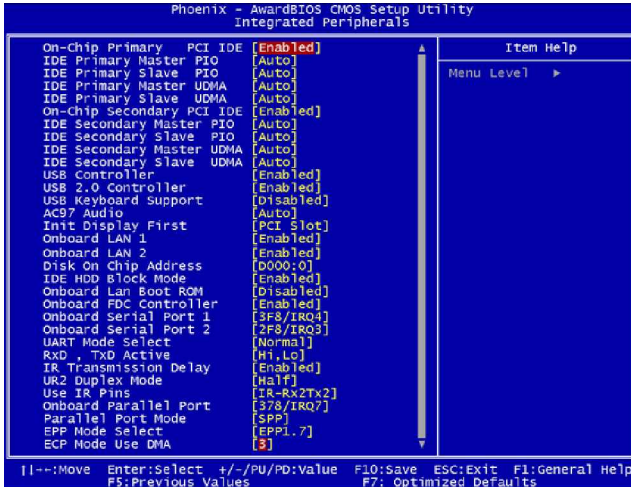 Phoenix - AwardBIOS CMOS Setup Utility
Integrated Peripherals
On-Chip Primary PCI IDE [Enabled]
IDE Primary Master PIO [Auto]
IDE Primary Slave PIO [Auto]
IDE Primary Master UDMA [Auto]
IDE Primary Slave UDMA [Auto]
On-Chip Secondary PCI IDE [Enabled]
IDE Secondary Master PIO [Auto]
IDE Secondary Slave PIO [Auto]
IDE Secondary Master UDMA [Auto]
IDE Secondary Slave UDMA [Auto]
USB Controller [Enabled]
USB 2.0 Controller [Enabled]
USB Keyboard Support [Disabled]
AC97 Audio [Auto]
Init Display First [PCI Slot]
Onboard LAN 1 [Enabled]
Onboard LAN 2 [Enabled]
Disk On Chip Address [D000:0]
IDE HDD Block Mode [Enabled]
Onboard Lan Boot ROM [Disabled]
Onboard FDC Controller [Enabled]
Onboard Serial Port 1 [3F8/IRQ4]
Onboard Serial Port 2 [2F8/IRQ3]
UART Mode Select [Normal]
RxD , TxD Active [Hi,Lo]
IR Transmission Delay [Enabled]
UR2 Duplex Mode [Half]
Use IR Pins [IR-Rx2Tx2]
Onboard Parallel Port [378/IRQ7]
Parallel Port Mode [SPP]
EPP Mode Select [EPP1.7]
ECP Mode Use DMA [3]
Item Help
Menu Level ►
↑↓→←:Move Enter:Select +/-/PU/PD:Value F10:Save ESC:Exit F1:General Help
F5:Previous Values F7: Optimized Defaults